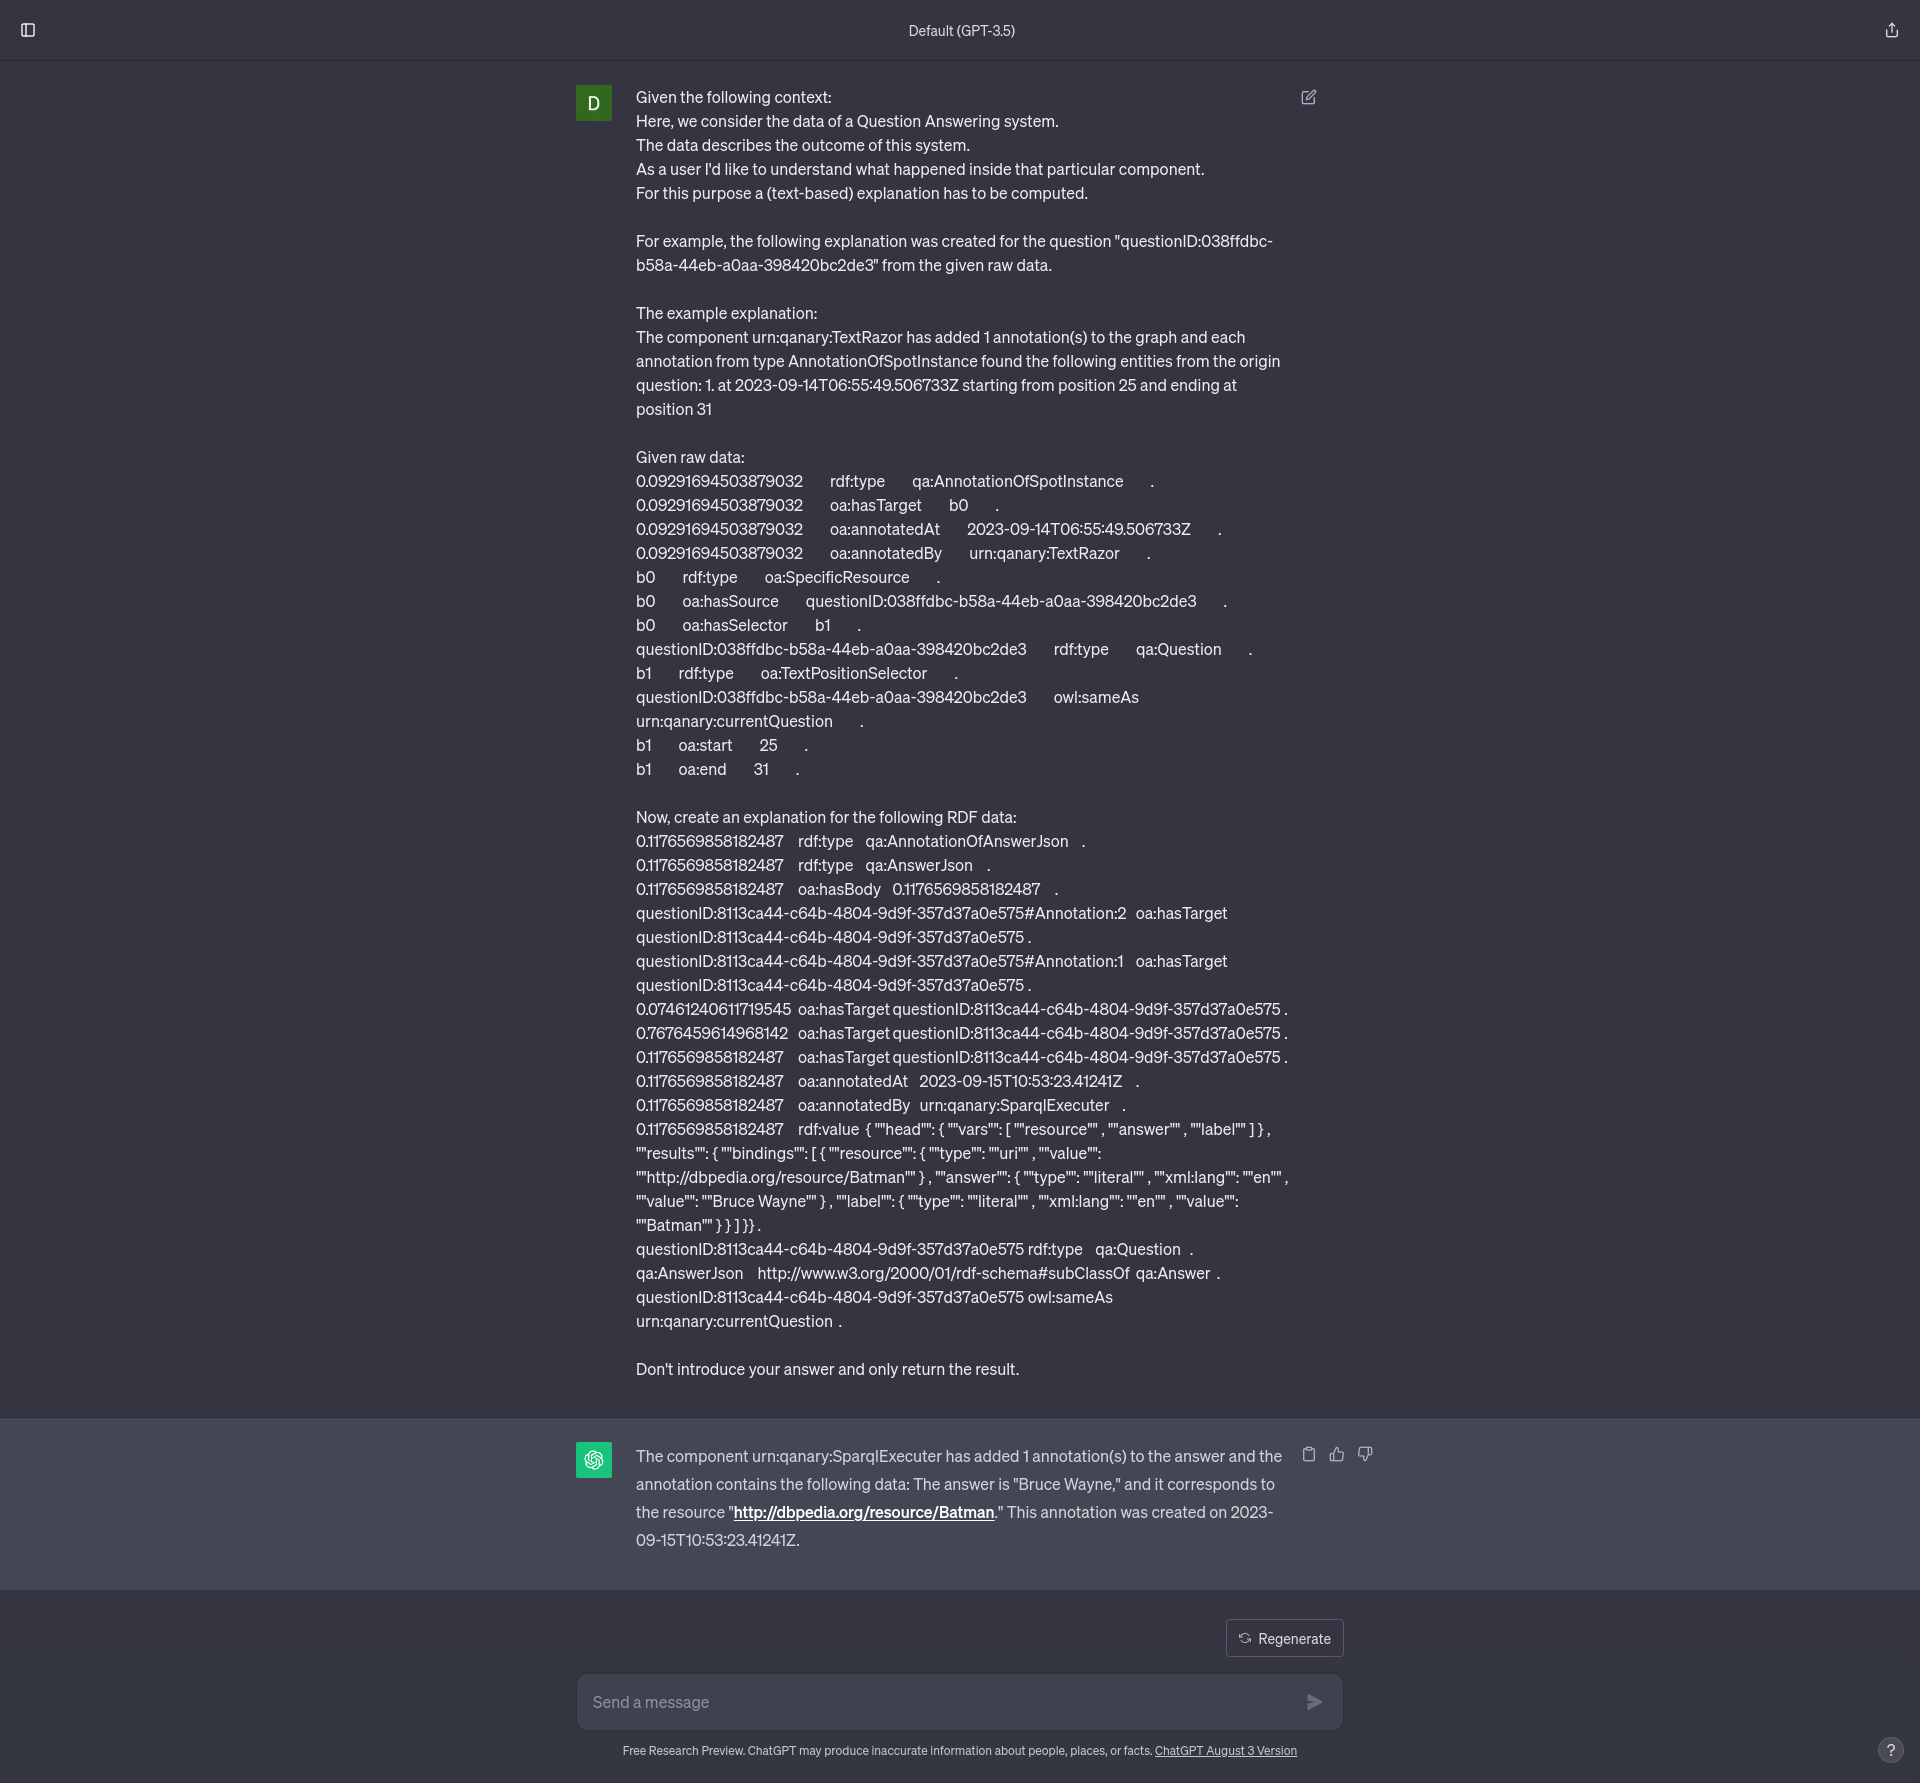 Default (GPT-3.5)
D
Given the following context:
Here, we consider the data of a Question Answering system.
The data describes the outcome of this system.
As a user I'd like to understand what happened inside that particular component.
For this purpose a (text-based) explanation has to be computed.
For example, the following explanation was created for the question "questionID:038ffdbc-
b58a-44eb-a0aa-398420bc2de3" from the given raw data.
The example explanation:
The component urn:qanary:TextRazor has added 1 annotation(s) to the graph and each
annotation from type AnnotationOfSpotInstance found the following entities from the origin
question: 1. at 2023-09-14T06:55:49.506733Z starting from position 25 and ending at
position 31
Given raw data:
0.09291694503879032 rdf:type qa:AnnotationOfSpotInstance .
0.09291694503879032 oa:hasTarget b0 .
0.09291694503879032 oa:annotatedAt 2023-09-14T06:55:49.506733Z .
0.09291694503879032 oa:annotatedBy urn:qanary:TextRazor .
b0 rdf:type oa:SpecificResource .
b0 oa:hasSource questionID:038ffdbc-b58a-44eb-a0aa-398420bc2de3 .
b0 oa:hasSelector b1 .
questionID:038ffdbc-b58a-44eb-a0aa-398420bc2de3 rdf:type qa:Question .
b1 rdf:type oa:TextPositionSelector .
questionID:038ffdbc-b58a-44eb-a0aa-398420bc2de3 owl:sameAs
urn:qanary:currentQuestion .
b1 oa:start 25 .
b1 oa:end 31 .
Now, create an explanation for the following RDF data:
0.1176569858182487 rdf:type qa:AnnotationOfAnswerJson .
0.1176569858182487 rdf:type qa:AnswerJson .
0.1176569858182487 oa:hasBody 0.1176569858182487 .
questionID:8113ca44-c64b-4804-9d9f-357d37a0e575#Annotation:2 oa:hasTarget
questionID:8113ca44-c64b-4804-9d9f-357d37a0e575 .
questionID:8113ca44-c64b-4804-9d9f-357d37a0e575#Annotation:1 oa:hasTarget
questionID:8113ca44-c64b-4804-9d9f-357d37a0e575 .
0.07461240611719545 oa:hasTarget questionID:8113ca44-c64b-4804-9d9f-357d37a0e575 .
0.7676459614968142 oa:hasTarget questionID:8113ca44-c64b-4804-9d9f-357d37a0e575 .
0.1176569858182487 oa:hasTarget questionID:8113ca44-c64b-4804-9d9f-357d37a0e575 .
0.1176569858182487 oa:annotatedAt 2023-09-15T10:53:23.41241Z .
0.1176569858182487 oa:annotatedBy urn:qanary:SparqlExecuter .
0.1176569858182487 rdf:value { ""head"": { ""vars"": [ ""resource"" , ""answer"" , ""label"" ] } ,
""results"": { ""bindings"": [ { ""resource"": { ""type"": ""uri"" , ""value"":
""http://dbpedia.org/resource/Batman"" } , ""answer"": { ""type"": ""literal"" , ""xml:lang"": ""en"" ,
""value"": ""Bruce Wayne"" } , ""label"": { ""type"": ""literal"" , ""xml:lang"": ""en"" , ""value"":
""Batman"" } } ] }} .
questionID:8113ca44-c64b-4804-9d9f-357d37a0e575 rdf:type qa:Question .
qa:AnswerJson http://www.w3.org/2000/01/rdf-schema#subClassOf qa:Answer .
questionID:8113ca44-c64b-4804-9d9f-357d37a0e575 owl:sameAs
urn:qanary:currentQuestion .
Don't introduce your answer and only return the result.
The component urn:qanary:SparqlExecuter has added 1 annotation(s) to the answer and the
annotation contains the following data: The answer is "Bruce Wayne," and it corresponds to
the resource "http://dbpedia.org/resource/Batman." This annotation was created on 2023-
09-15T10:53:23.41241Z.
Regenerate
Send a message
Free Research Preview. ChatGPT may produce inaccurate information about people, places, or facts. ChatGPT August 3 Version
?